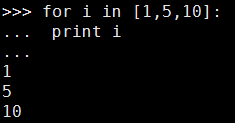 >>> for i in [1,5,10]:
...  print i
...
1
5
10